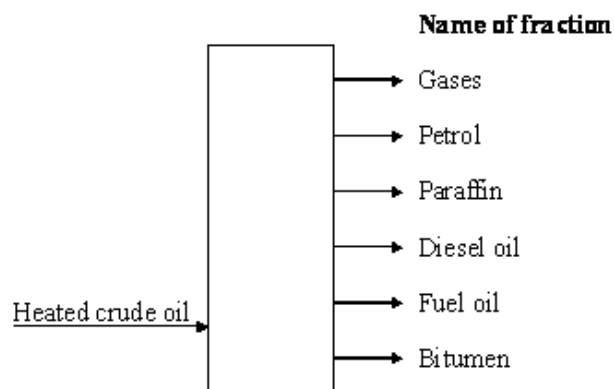 Name of fraction
Gases
Petrol
Paraffin
Diesel oil
Fuel oil
Heated crude oil
Bitumen